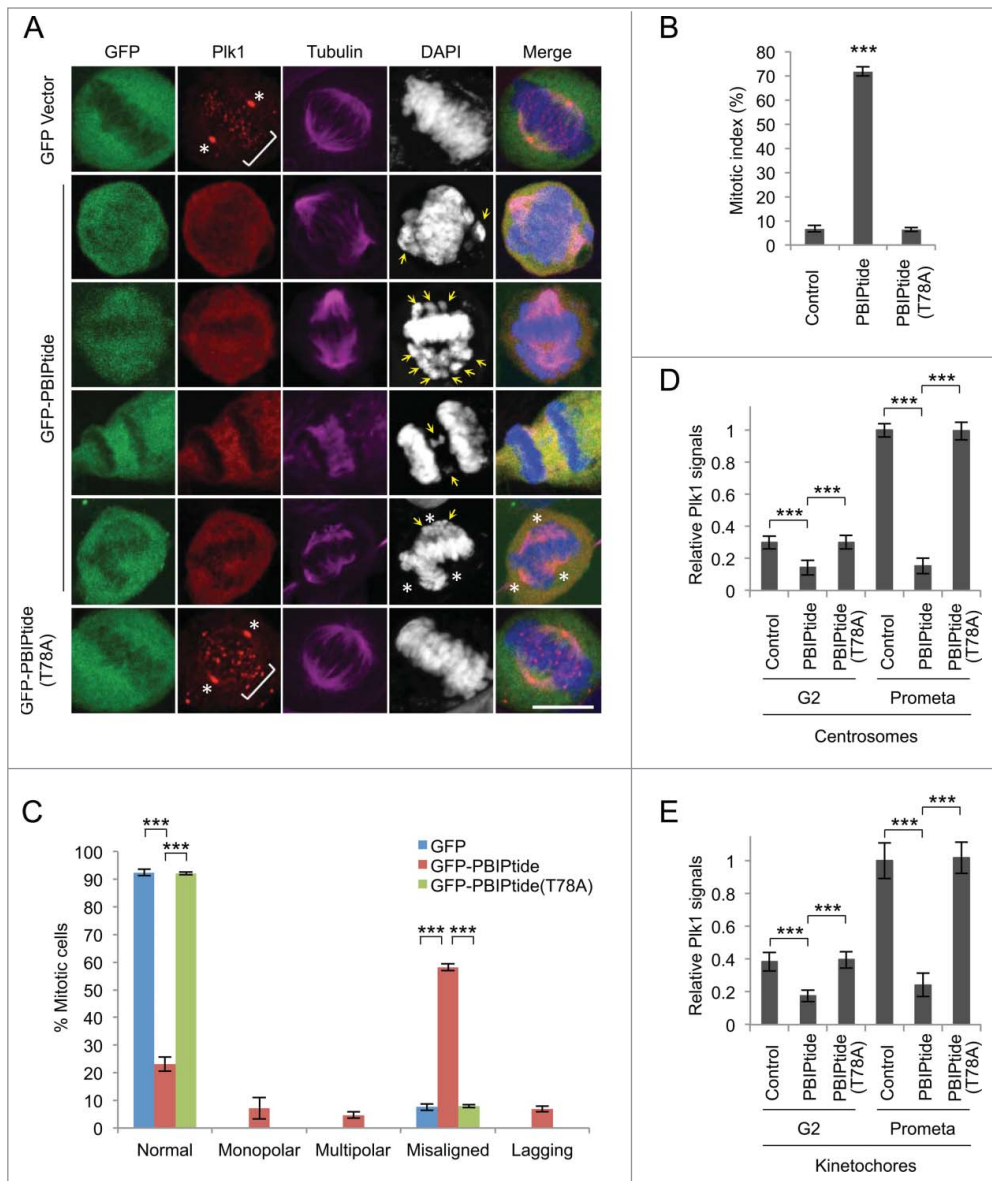 A
GFP Plk1 Tubulin DAPI Merge
GFP Vector
*
*
GFP-PBIPtide
*
*
*
*
*
*
GFP-PBIPtide
(T78A)
*
*
B
Mitotic index (%)
80
70
60
50
40
30
20
10
0
***
Control
PBIPtide
PBIPtide
(T78A)
C
% Mitotic cells
100
90
80
70
60
50
40
30
20
10
0
***
***
***
***
GFP
GFP-PBIPtide
GFP-PBIPtide(T78A)
Normal Monopolar Multipolar Misaligned Lagging
D
Relative Plk1 signals
1
0.8
0.6
0.4
0.2
0
***
***
***
***
Control
PBIPtide
PBIPtide
(T78A)
Control
PBIPtide
PBIPtide
(T78A)
G2 Prometa
Centrosomes
E
Relative Plk1 signals
1
0.8
0.6
0.4
0.2
0
***
***
***
***
Control
PBIPtide
PBIPtide
(T78A)
Control
PBIPtide
PBIPtide
(T78A)
G2 Prometa
Kinetochores